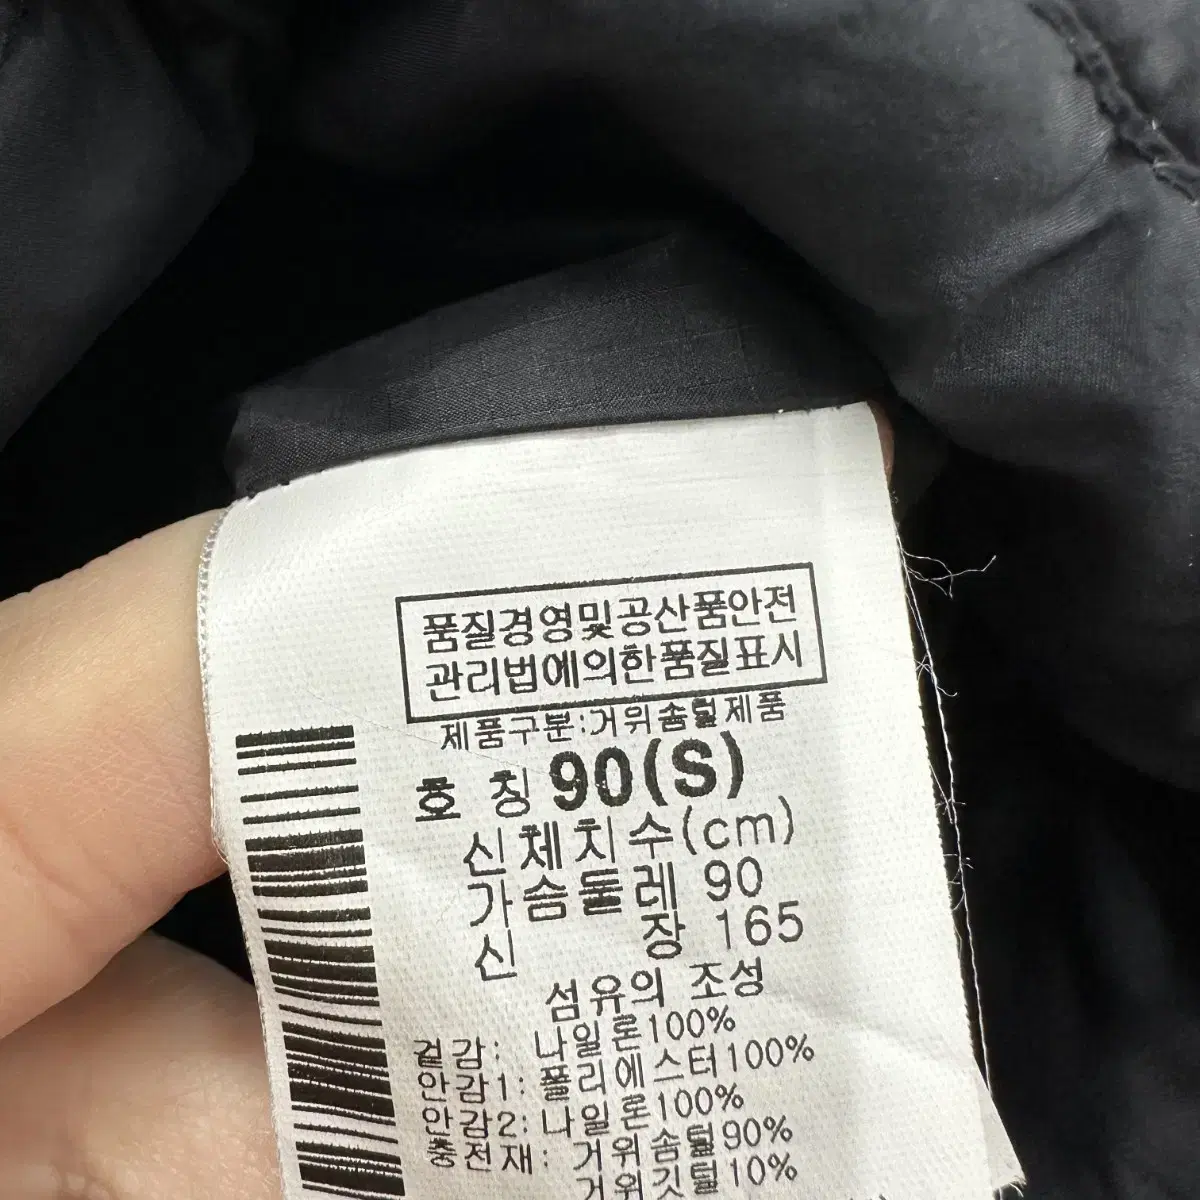 품질경영및공산품안전
관리법에의한품질표시
제품구분:거위솜털제품
호 칭 90(S)
신체치수(cm)
가슴둘레 90
신 장 165
섬유의 조성
겉감: 나일론100%
안감1: 폴리에스터100%
안감2: 나일론100%
충전재: 거위솜털90%
거위깃털10%